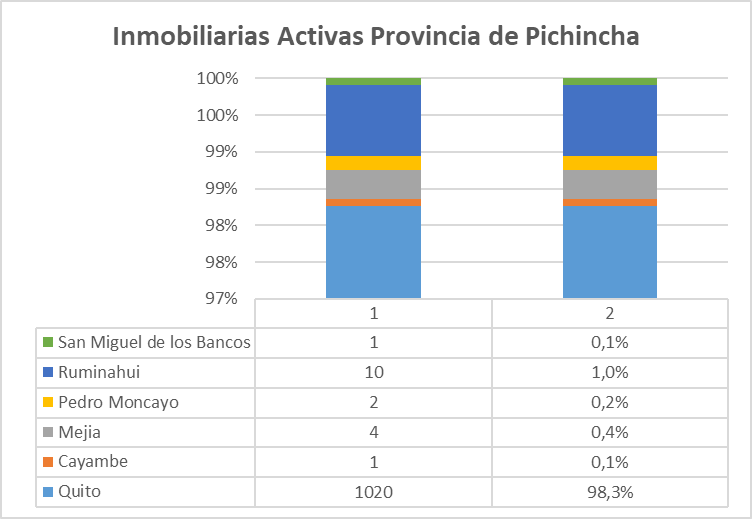 Inmobiliarias Activas Provincia de Pichincha
100%
100%
99%
99%
98%
98%
97%
1 2
San Miguel de los Bancos 1 0,1%
Ruminahui 10 1,0%
Pedro Moncayo 2 0,2%
Mejia 4 0,4%
Cayambe 1 0,1%
Quito 1020 98,3%